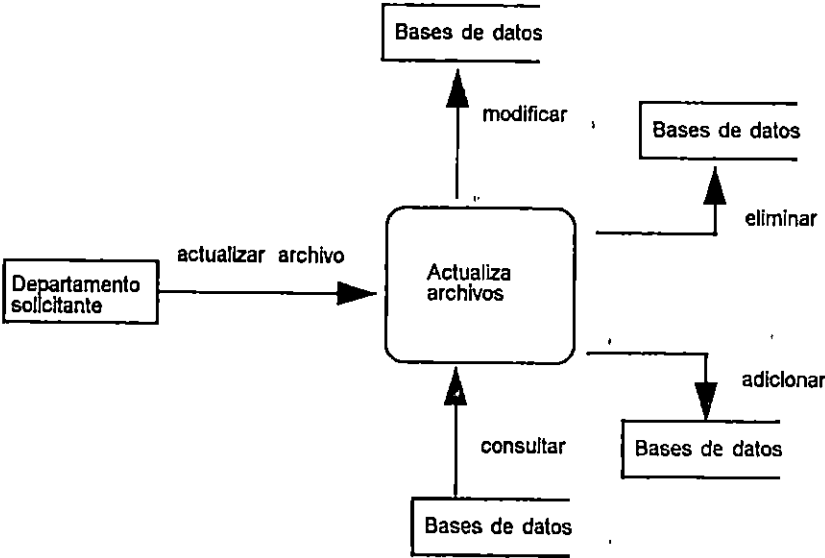 Bases de datos
modificar
Bases de datos
eliminar
actualizar archivo
Departamento
solicitante
Actualiza
archivos
adicionar
consultar
Bases de datos
Bases de datos